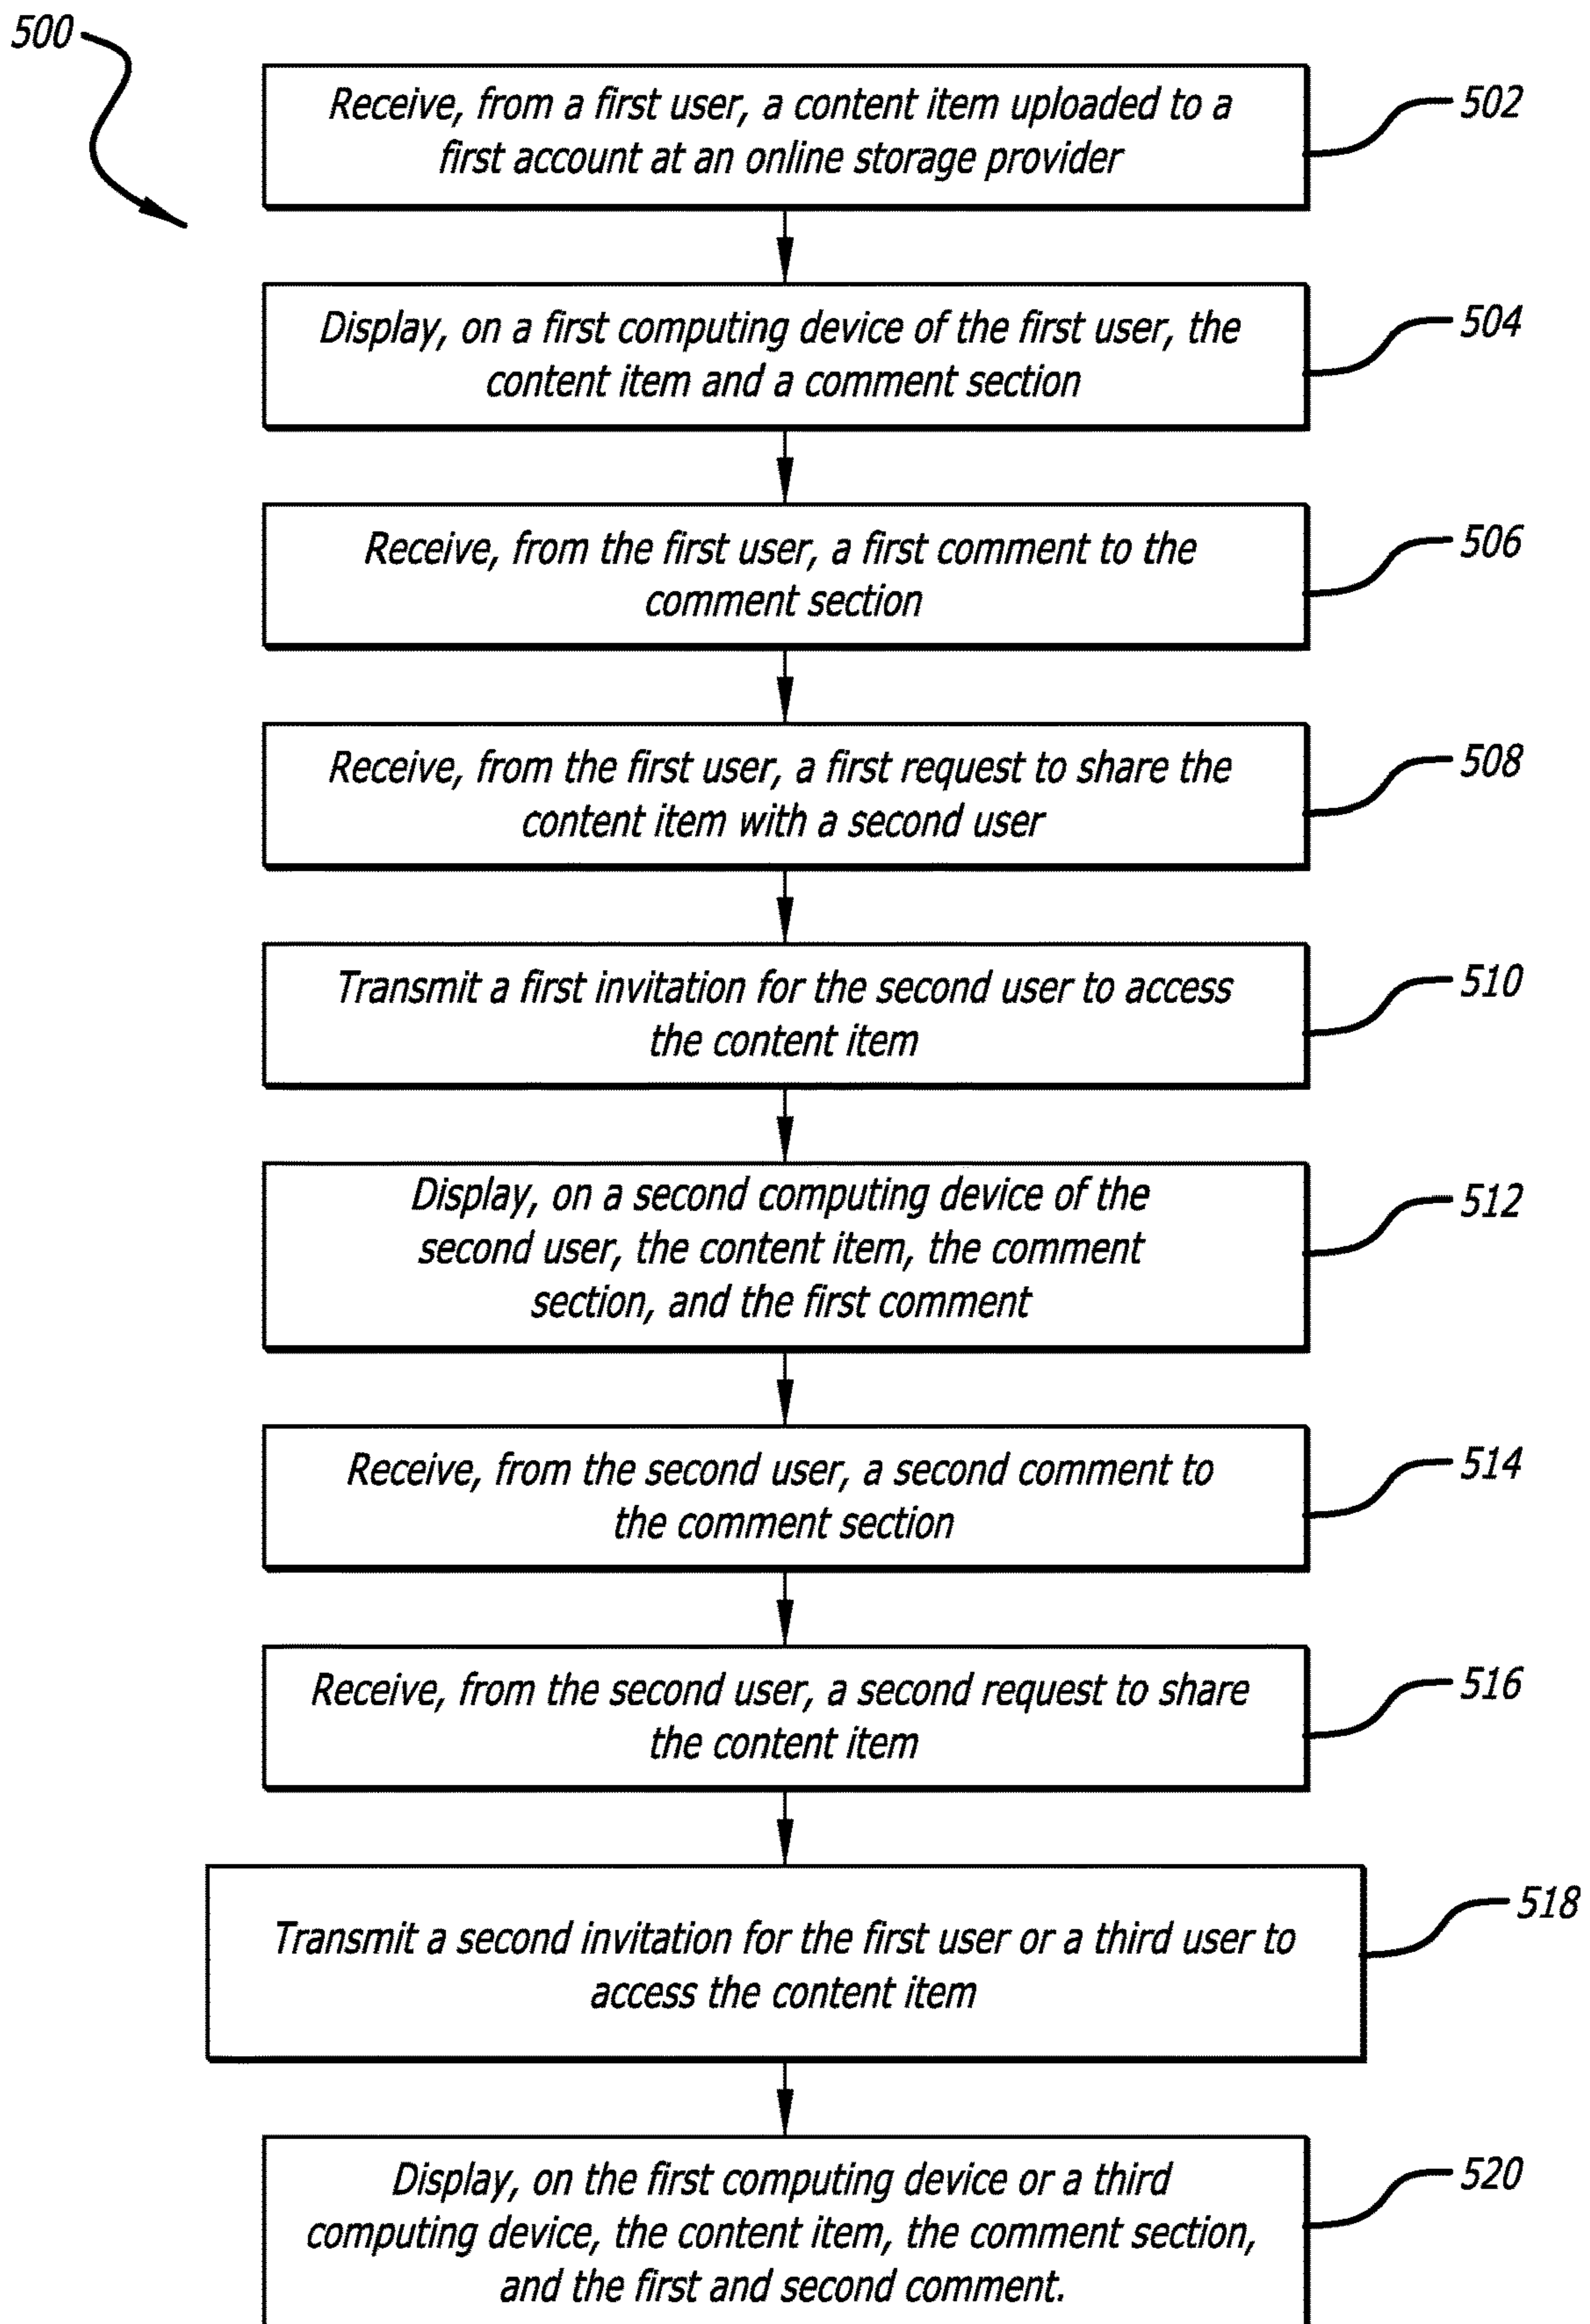 500
Receive, from a first user, a content item uploaded to a
first account at an online storage provider
502
Display, on a first computing device of the first user, the
content item and a comment section
504
Receive, from the first user, a first comment to the
comment section
506
Receive, from the first user, a first request to share the
content item with a second user
508
Transmit a first invitation for the second user to access
the content item
510
Display, on a second computing device of the
second user, the content item, the comment
section, and the first comment
512
Receive, from the second user, a second comment to
the comment section
514
Receive, from the second user, a second request to share
the content item
516
Transmit a second invitation for the first user or a third user to
access the content item
518
Display, on the first computing device or a third
computing device, the content item, the comment section,
and the first and second comment.
520